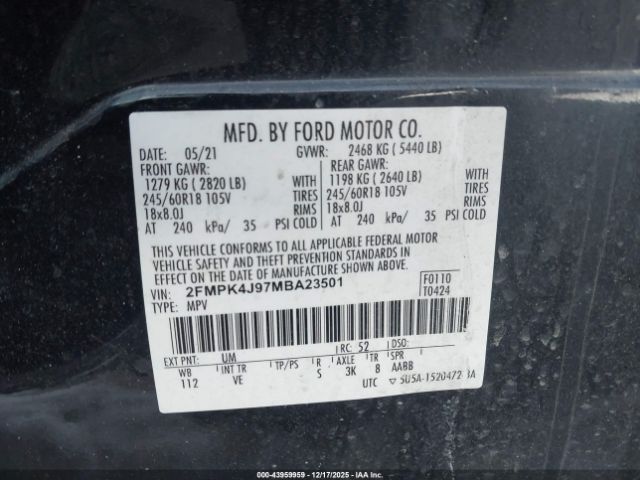 MFD. BY FORD MOTOR CO.
DATE: 05/21 GVWR: 2468 KG ( 5440 LB)
FRONT GAWR: REAR GAWR:
1279 KG ( 2820 LB) WITH 1198 KG ( 2640 LB) WITH
245/60R18 105V TIRES 245/60R18 105V TIRES
18x8.0J RIMS 18x8.0J RIMS
AT 240 kPa/ 35 PSI COLD AT 240 kPa/ 35 PSI COLD
THIS VEHICLE CONFORMS TO ALL APPLICABLE FEDERAL MOTOR
VEHICLE SAFETY AND THEFT PREVENTION STANDARDS IN
EFFECT ON THE DATE OF MANUFACTURE SHOWN ABOVE.
VIN: 2FMPK4J97MBA23501 F0110
TYPE: MPV T0424
EXT PNT: UM RC: 52 DSO:
WB INT TR TP/PS R AXLE TR SPR
112 VE S 3K 8 AABB
UTC
# 43959959 | 12/17/2025 - IAA Inc.